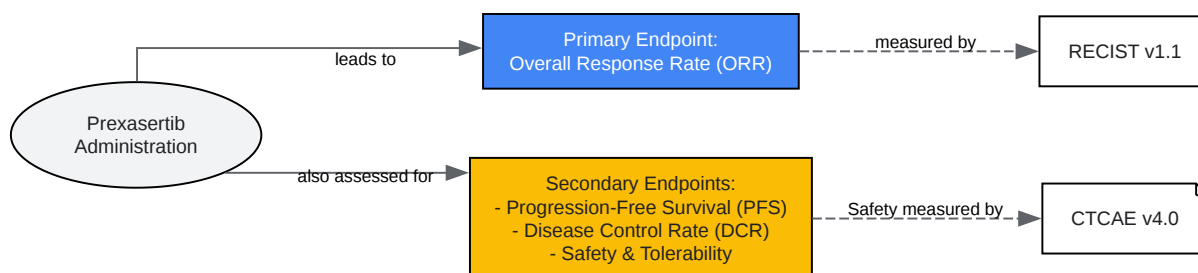 Primary Endpoint:
Overall Response Rate (ORR)
leads to
measured by
RECIST v1.1
Prexasertib
Administration
also assessed for
Secondary Endpoints:
- Progression-Free Survival (PFS)
- Disease Control Rate (DCR)
- Safety & Tolerability
Safety measured by
CTCAE v4.0